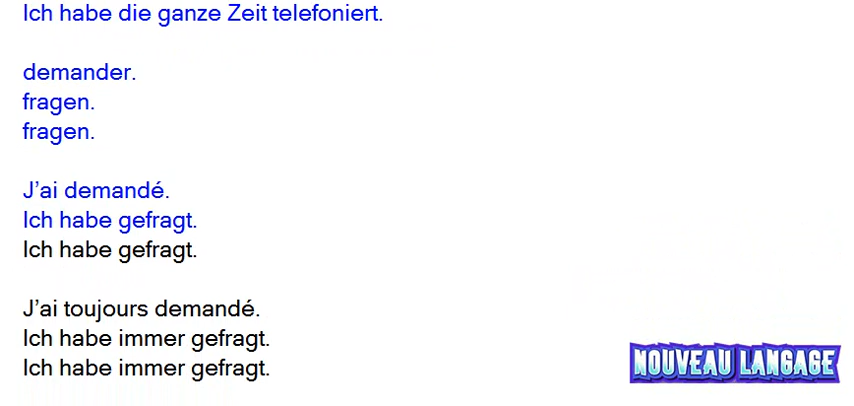 Ich habe die ganze Zeit telefoniert.
demander.
fragen.
fragen.
J’ai demandé.
Ich habe gefragt.
Ich habe gefragt.
J’ai toujours demandé.
Ich habe immer gefragt.
Ich habe immer gefragt.
NOUVEAU LANGAGE